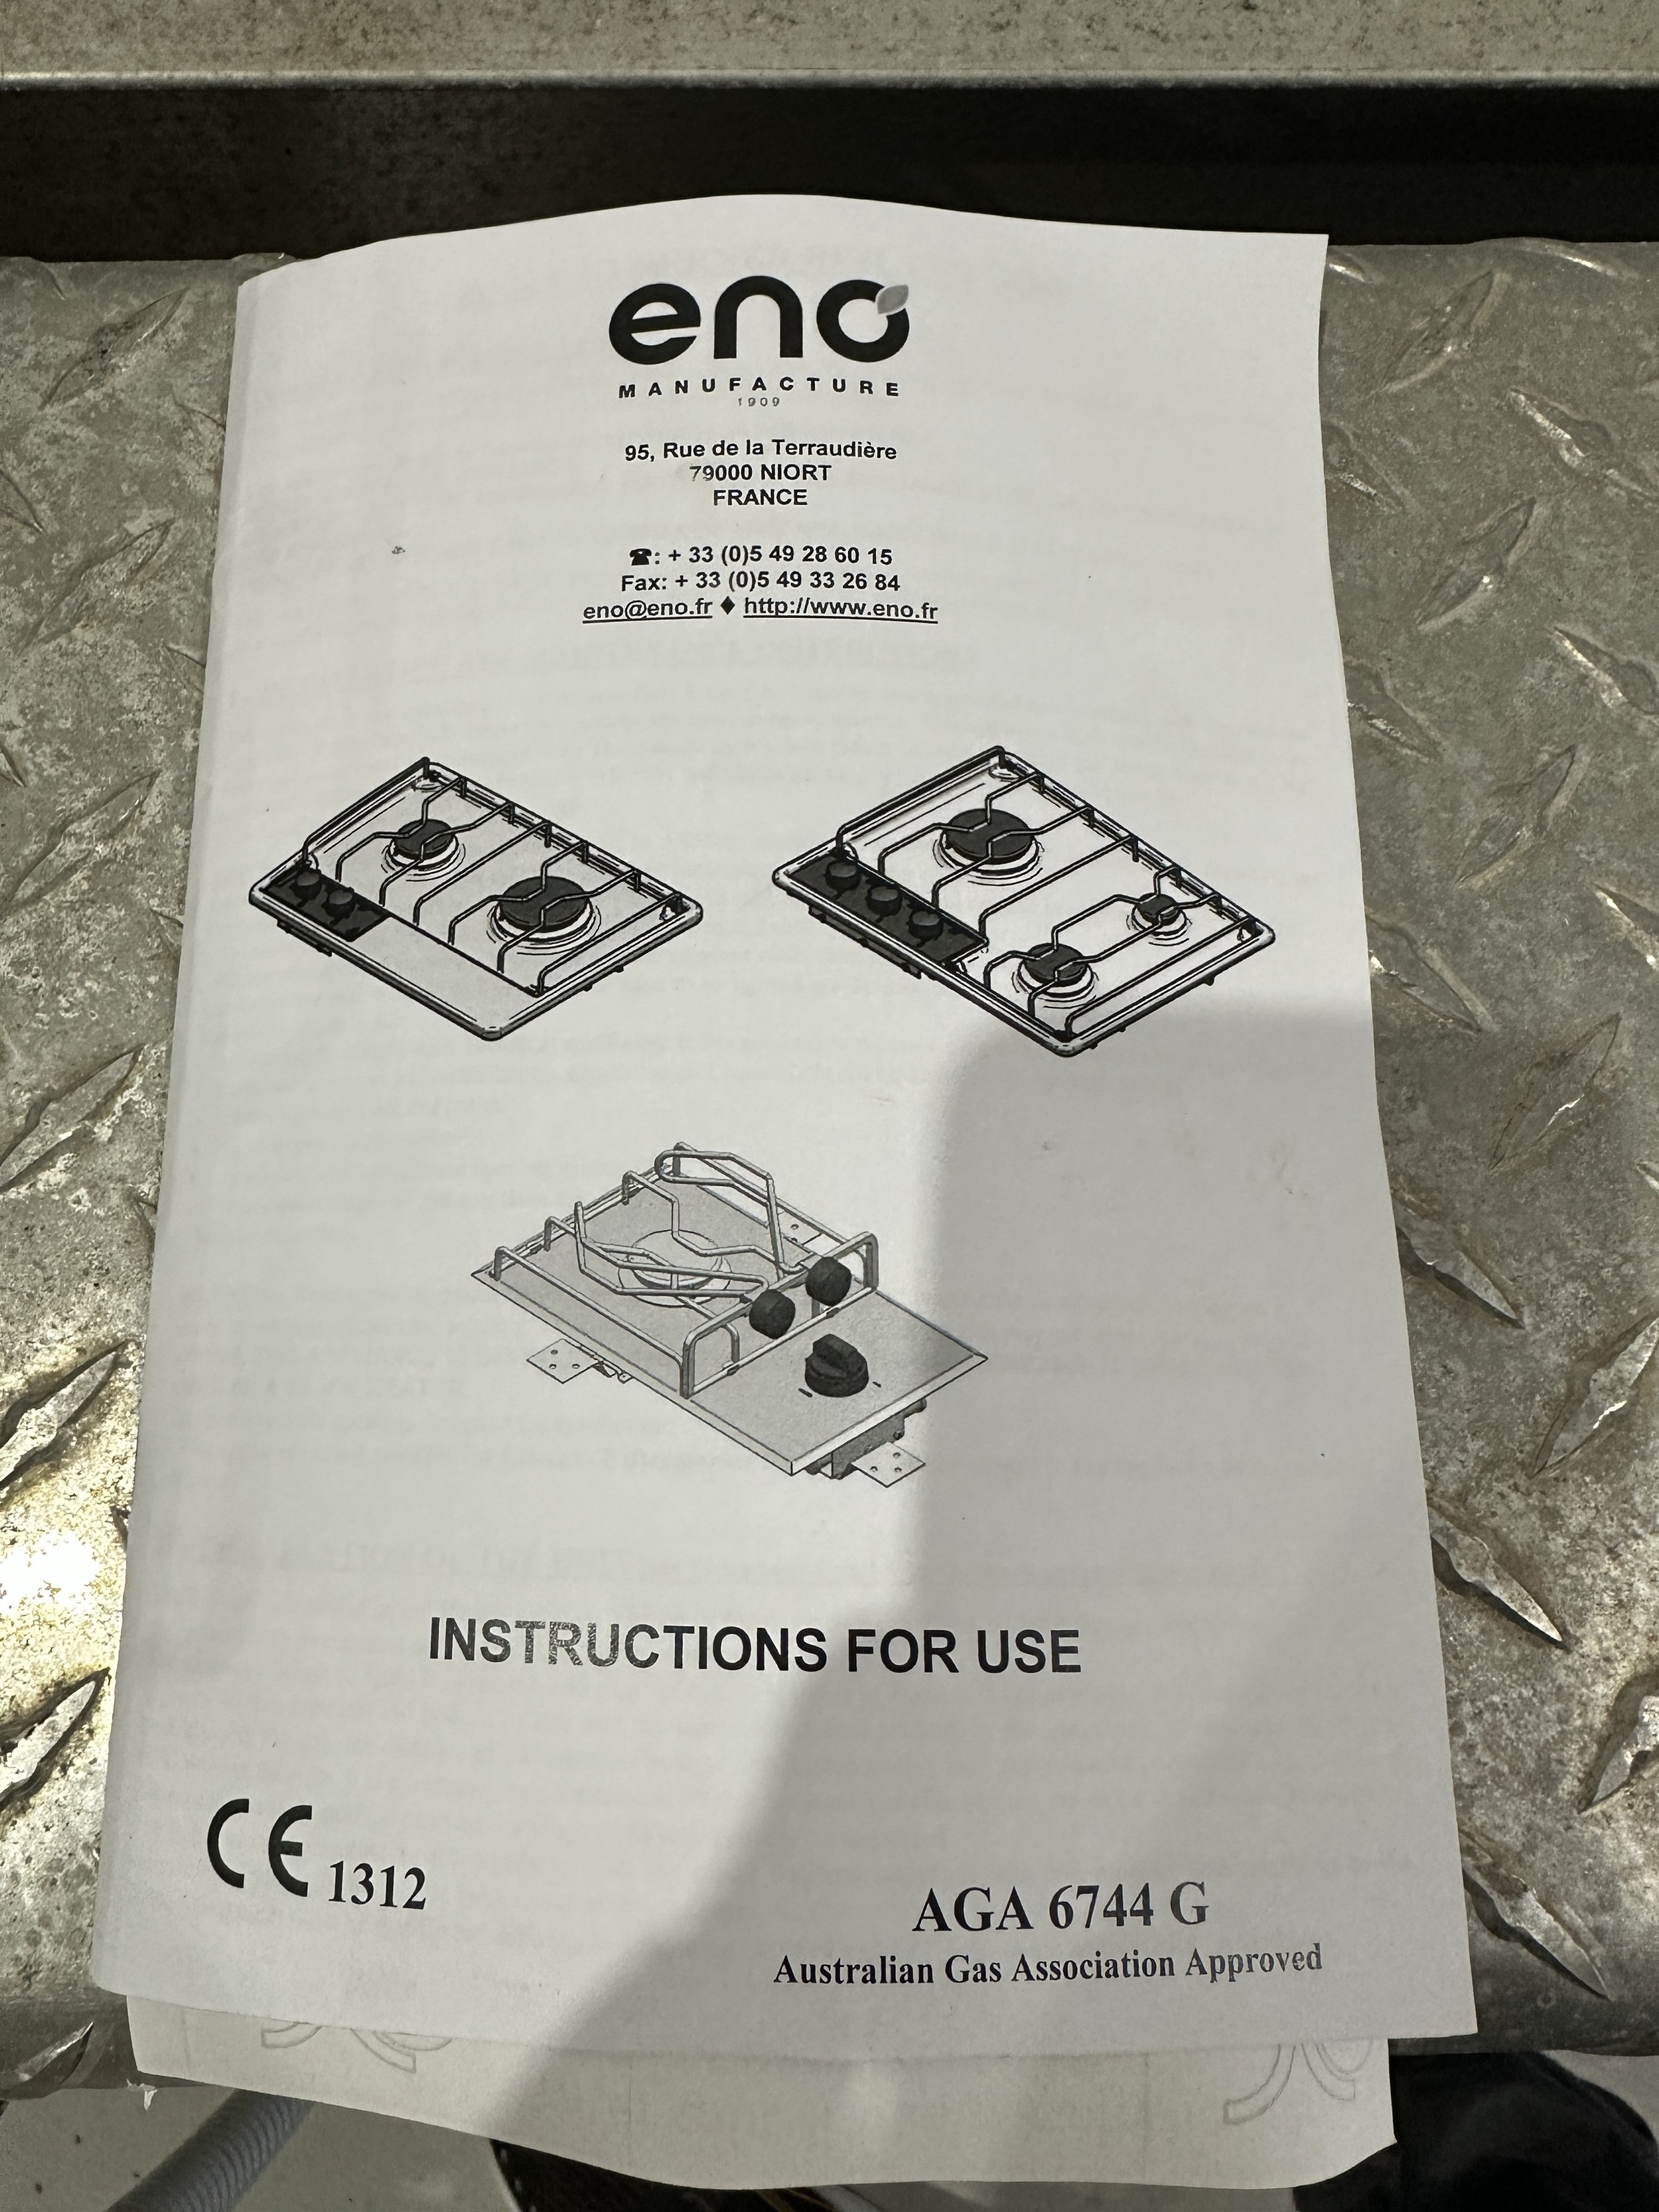 eno
MANUFACTURE
1909
95, Rue de la Terraudière
79000 NIORT
FRANCE
☎: + 33 (0)5 49 28 60 15
Fax: + 33 (0)5 49 33 26 84
eno@eno.fr ♦ http://www.eno.fr
INSTRUCTIONS FOR USE
CE 1312
AGA 6744 G
Australian Gas Association Approved